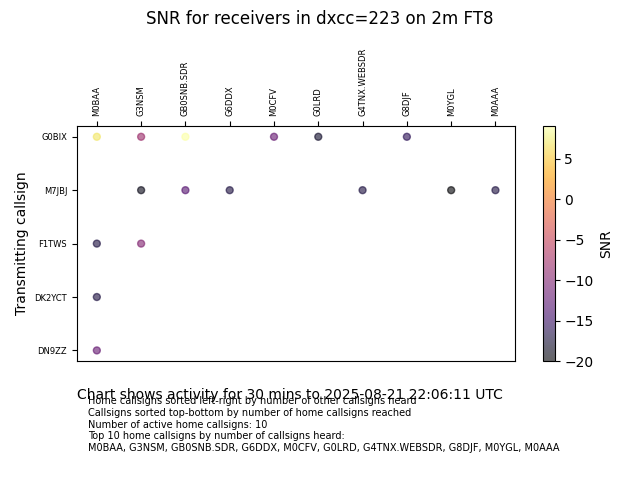 SNR for receivers in dxcc=223 on 2m FT8
M0BAA G3NSM GB0SNB.SDR G6DDX M0CFV G0LRD G4TNX.WEBSDR G8DJF M0YGL M0AAA
Transmitting callsign
G0BIX
M7JBJ
F1TWS
DK2YCT
DN9ZZ
5
0
−5
−10
−15
−20
SNR
Chart shows activity for 30 mins to 2025-08-21 22:06:11 UTC
Home callsigns sorted left-right by number of other callsigns heard
Callsigns sorted top-bottom by number of home callsigns reached
Number of active home callsigns: 10
Top 10 home callsigns by number of callsigns heard:
M0BAA, G3NSM, GB0SNB.SDR, G6DDX, M0CFV, G0LRD, G4TNX.WEBSDR, G8DJF, M0YGL, M0AAA